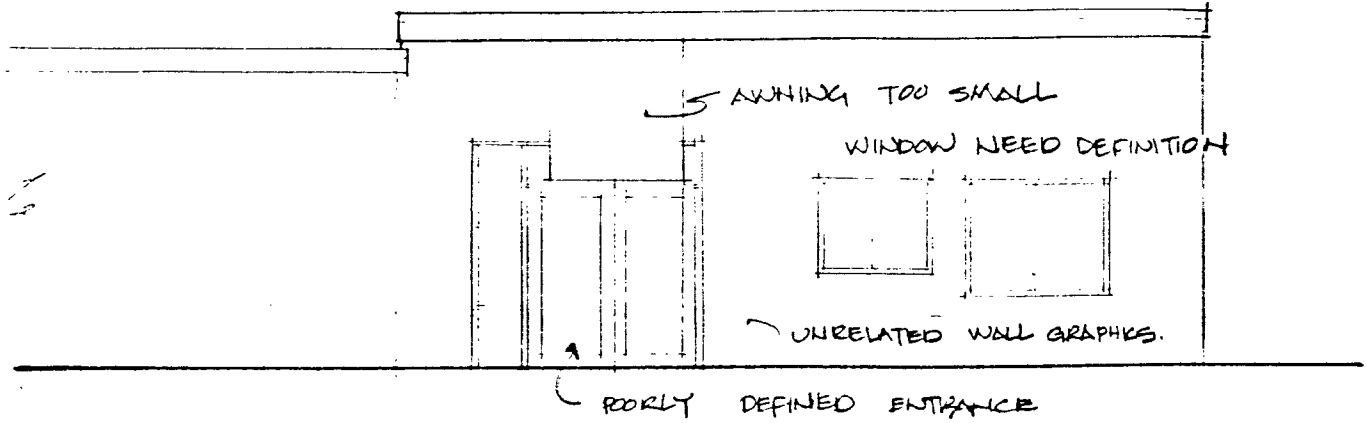 AWNING TOO SMALL
WINDOW NEED DEFINITION
UNRELATED WALL GRAPHICS.
POORLY DEFINED ENTRANCE